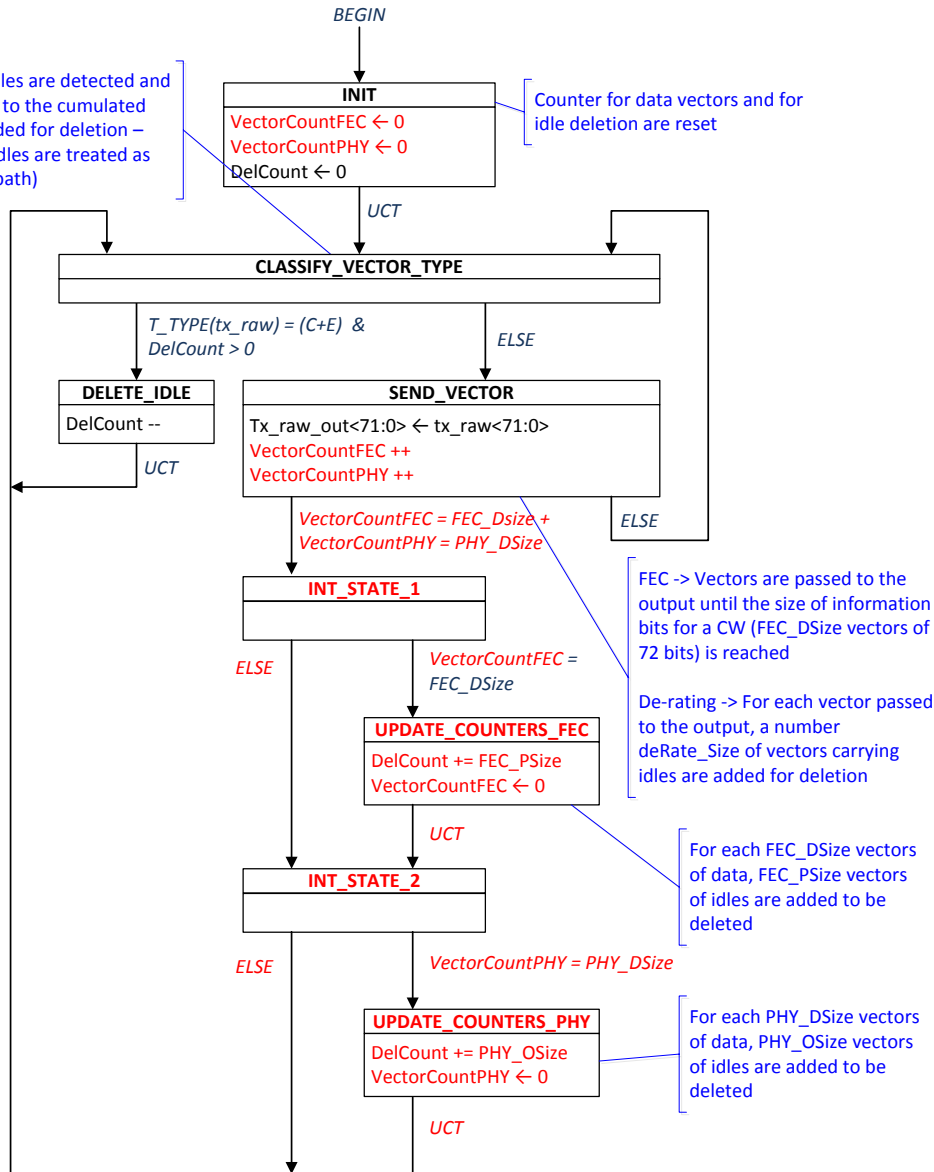 BEGIN
les are detected and
to the cumulated
ded for deletion –
dles are treated as
path)
INIT
VectorCountFEC ← 0
VectorCountPHY ← 0
DelCount ← 0
Counter for data vectors and for
idle deletion are reset
UCT
CLASSIFY_VECTOR_TYPE
T_TYPE(tx_raw) = (C+E) &
DelCount > 0
ELSE
DELETE_IDLE
DelCount --
UCT
SEND_VECTOR
Tx_raw_out<71:0> ← tx_raw<71:0>
VectorCountFEC ++
VectorCountPHY ++
VectorCountFEC = FEC_Dsize +
VectorCountPHY = PHY_DSize
ELSE
FEC -> Vectors are passed to the
output until the size of information
bits for a CW (FEC_DSize vectors of
72 bits) is reached
De-rating -> For each vector passed
to the output, a number
deRate_Size of vectors carrying
idles are added for deletion
INT_STATE_1
ELSE
VectorCountFEC =
FEC_DSize
UPDATE_COUNTERS_FEC
DelCount += FEC_PSize
VectorCountFEC ← 0
UCT
For each FEC_DSize vectors
of data, FEC_PSize vectors
of idles are added to be
deleted
INT_STATE_2
ELSE
VectorCountPHY = PHY_DSize
UPDATE_COUNTERS_PHY
DelCount += PHY_OSize
VectorCountPHY ← 0
UCT
For each PHY_DSize vectors
of data, PHY_OSize vectors
of idles are added to be
deleted